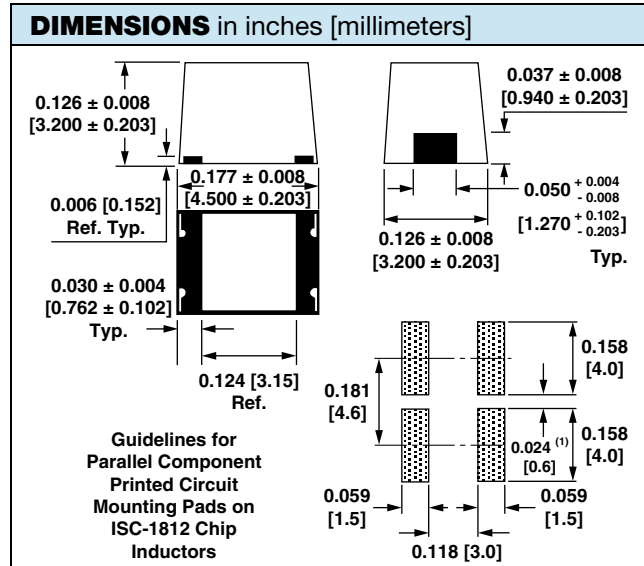 DIMENSIONS in inches [millimeters]
0.126 ± 0.008
[3.200 ± 0.203]
0.177 ± 0.008
[4.500 ± 0.203]
0.006 [0.152]
Ref. Typ.
0.030 ± 0.004
[0.762 ± 0.102]
Typ.
0.124 [3.15]
Ref.
0.037 ± 0.008
[0.940 ± 0.203]
0.050 + 0.004
- 0.008
[1.270 + 0.102
- 0.203]
Typ.
0.126 ± 0.008
[3.200 ± 0.203]
Guidelines for
Parallel Component
Printed Circuit
Mounting Pads on
ISC-1812 Chip
Inductors
0.181
[4.6]
0.158
[4.0]
0.024 (1)
[0.6]
0.158
[4.0]
0.059
[1.5]
0.059
[1.5]
0.118 [3.0]